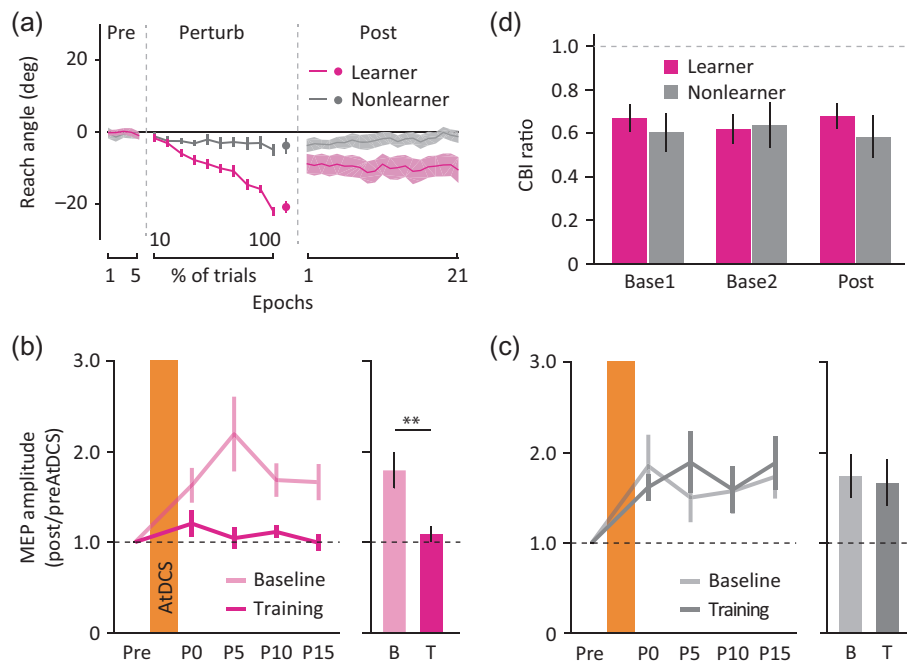 (a)
Pre
Perturb
Post
Reach angle (deg)
20
0
–20
Learner
Nonlearner
10
100
1
5
% of trials
1
21
Epochs
(d)
CBI ratio
1.0
0.8
0.6
0.4
0.2
0
Learner
Nonlearner
Base1
Base2
Post
(b)
MEP amplitude
(post/preAtDCS)
3.0
2.0
1.0
0
AtDCS
**
Baseline
Training
Pre
P0
P5
P10
P15
B
T
(c)
3.0
2.0
1.0
0
Baseline
Training
Pre
P0
P5
P10
P15
B
T